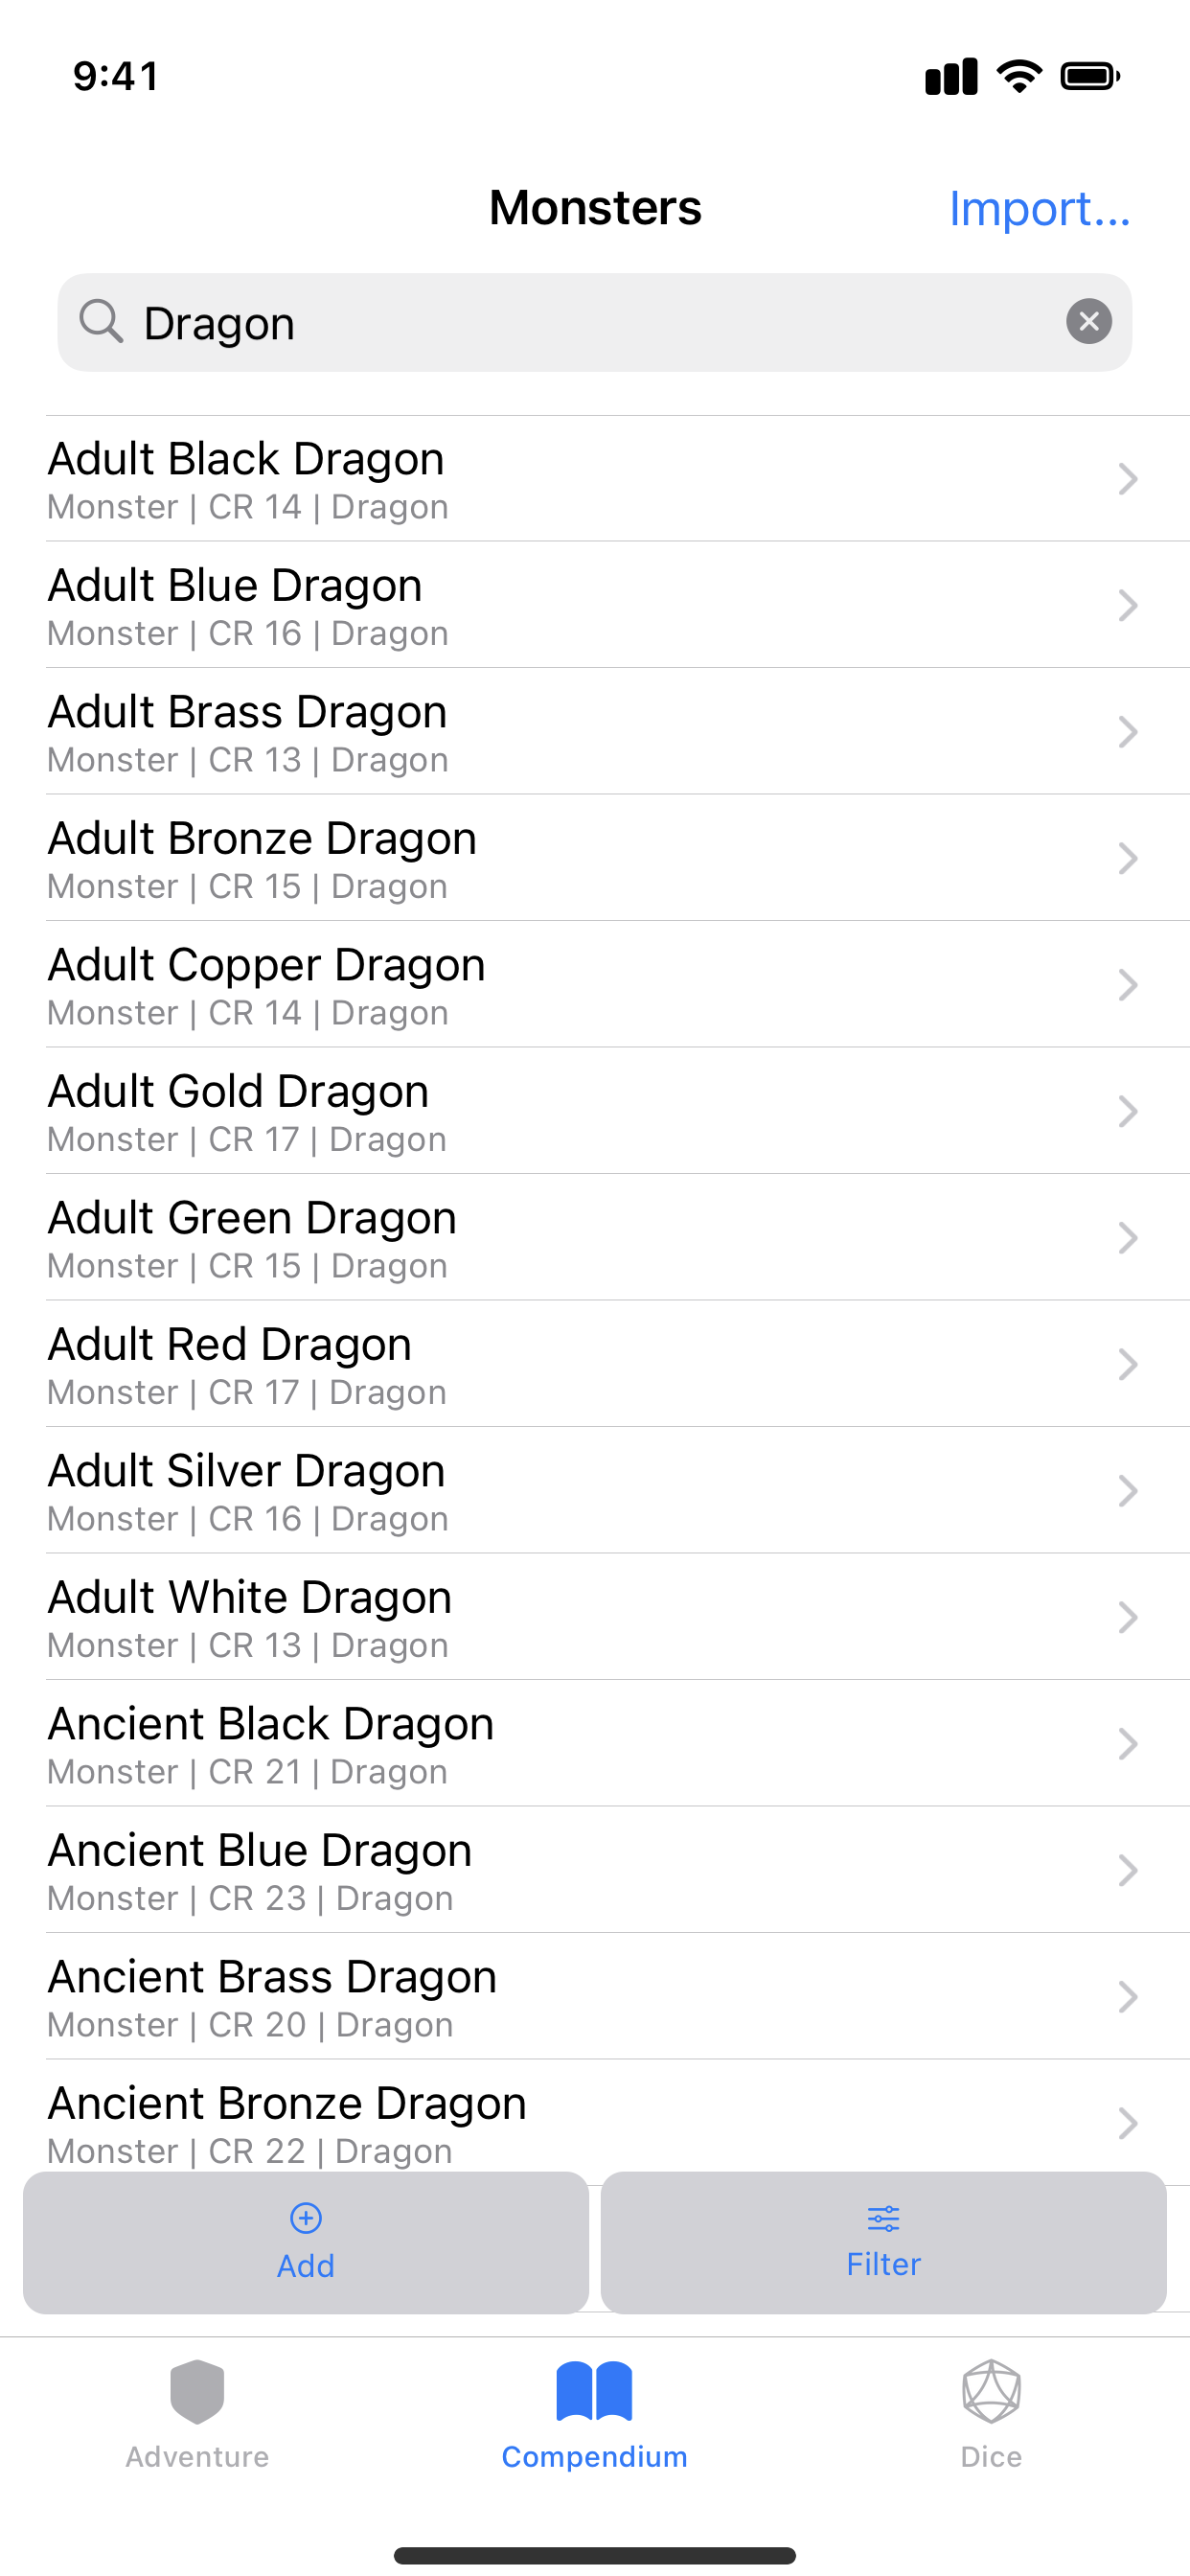 9:41
Monsters
Import...
Dragon
Adult Black Dragon
Monster | CR 14 | Dragon
Adult Blue Dragon
Monster | CR 16 | Dragon
Adult Brass Dragon
Monster | CR 13 | Dragon
Adult Bronze Dragon
Monster | CR 15 | Dragon
Adult Copper Dragon
Monster | CR 14 | Dragon
Adult Gold Dragon
Monster | CR 17 | Dragon
Adult Green Dragon
Monster | CR 15 | Dragon
Adult Red Dragon
Monster | CR 17 | Dragon
Adult Silver Dragon
Monster | CR 16 | Dragon
Adult White Dragon
Monster | CR 13 | Dragon
Ancient Black Dragon
Monster | CR 21 | Dragon
Ancient Blue Dragon
Monster | CR 23 | Dragon
Ancient Brass Dragon
Monster | CR 20 | Dragon
Ancient Bronze Dragon
Monster | CR 22 | Dragon
Add
Filter
Adventure
Compendium
Dice